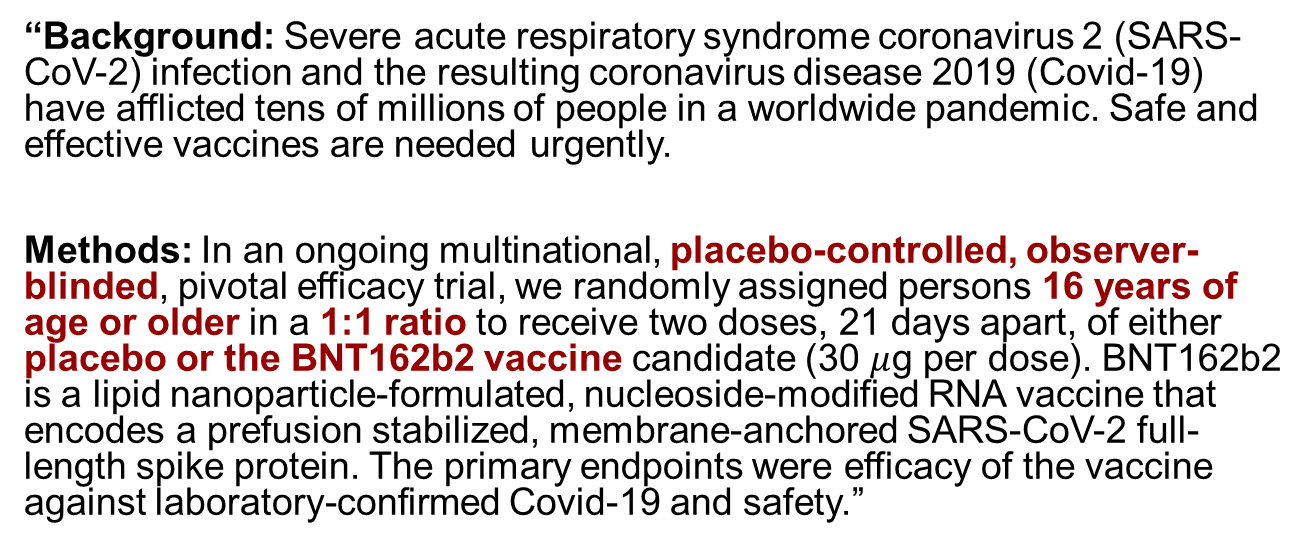 “Background: Severe acute respiratory syndrome coronavirus 2 (SARS-
CoV-2) infection and the resulting coronavirus disease 2019 (Covid-19)
have afflicted tens of millions of people in a worldwide pandemic. Safe and
effective vaccines are needed urgently.
Methods: In an ongoing multinational, placebo-controlled, observer-
blinded, pivotal efficacy trial, we randomly assigned persons 16 years of
age or older in a 1:1 ratio to receive two doses, 21 days apart, of either
placebo or the BNT162b2 vaccine candidate (30 𝜇g per dose). BNT162b2
is a lipid nanoparticle-formulated, nucleoside-modified RNA vaccine that
encodes a prefusion stabilized, membrane-anchored SARS-CoV-2 full-
length spike protein. The primary endpoints were efficacy of the vaccine
against laboratory-confirmed Covid-19 and safety.”